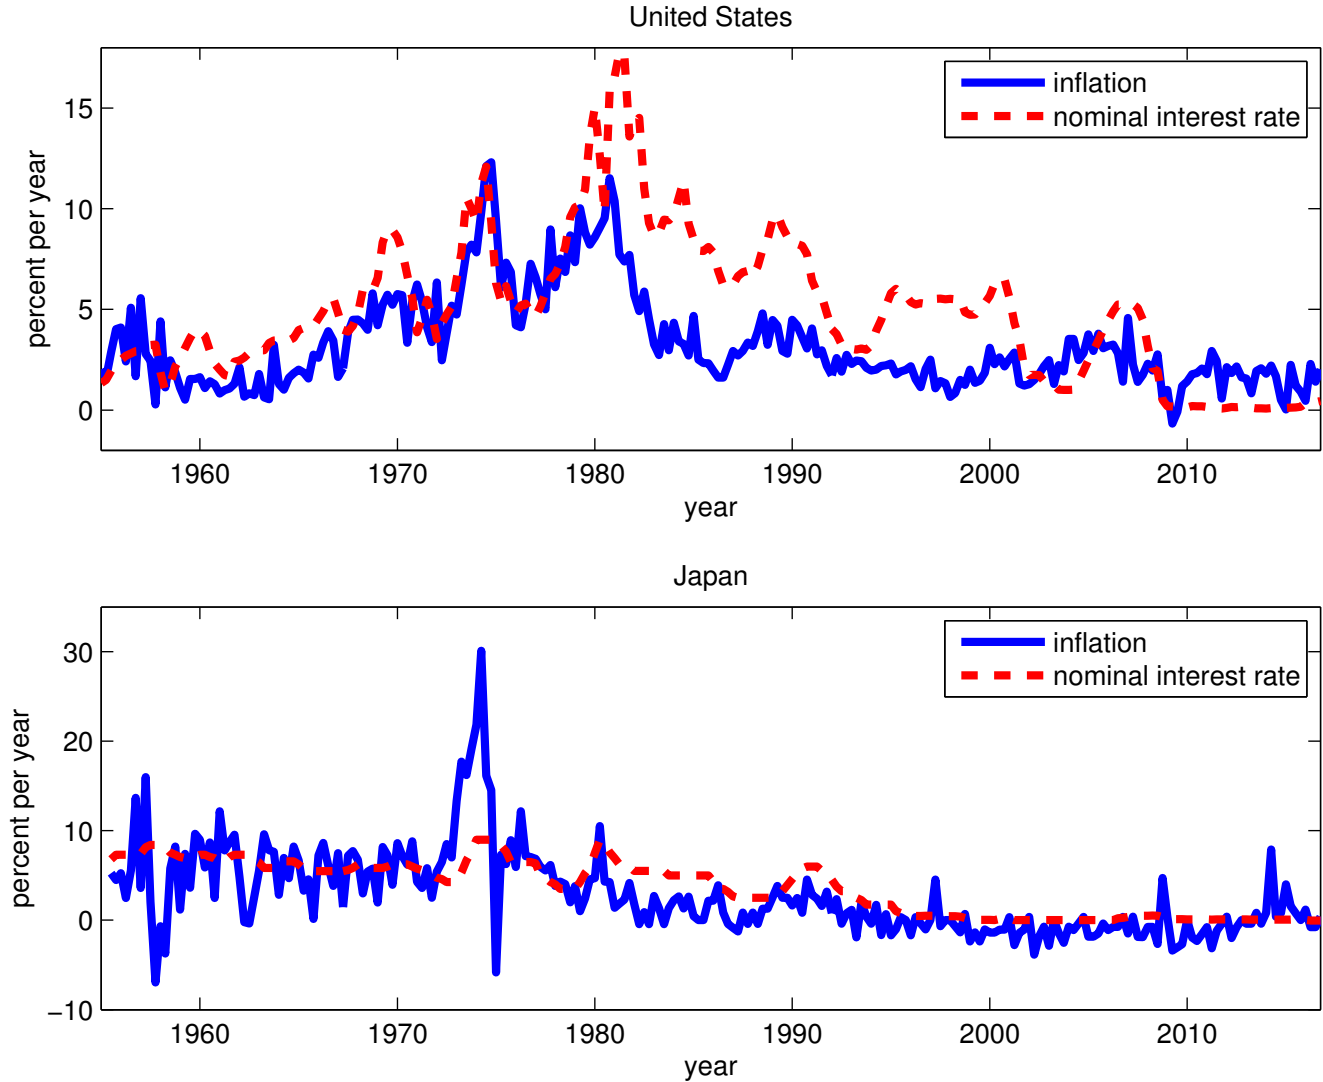 United States
percent per year
15
10
5
0
inflation
nominal interest rate
1960 1970 1980 1990 2000 2010
year
Japan
percent per year
30
20
10
0
−10
inflation
nominal interest rate
1960 1970 1980 1990 2000 2010
year